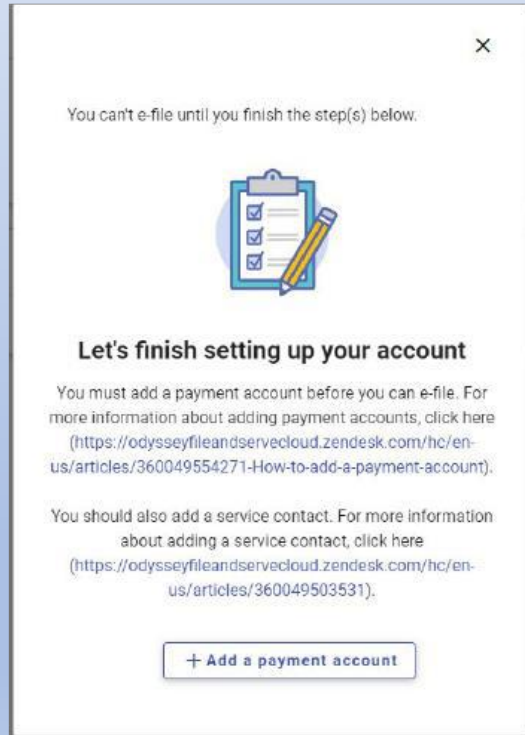 You can't e-file until you finish the step(s) below.
Let's finish setting up your account
You must add a payment account before you can e-file. For
more information about adding payment accounts, click here
(https://odysseyfileandservecloud.zendesk.com/hc/en-
us/articles/360049554271-How-to-add-a-payment-account).
You should also add a service contact. For more information
about adding a service contact, click here
(https://odysseyfileandservecloud.zendesk.com/hc/en-
us/articles/360049503531).
+ Add a payment account